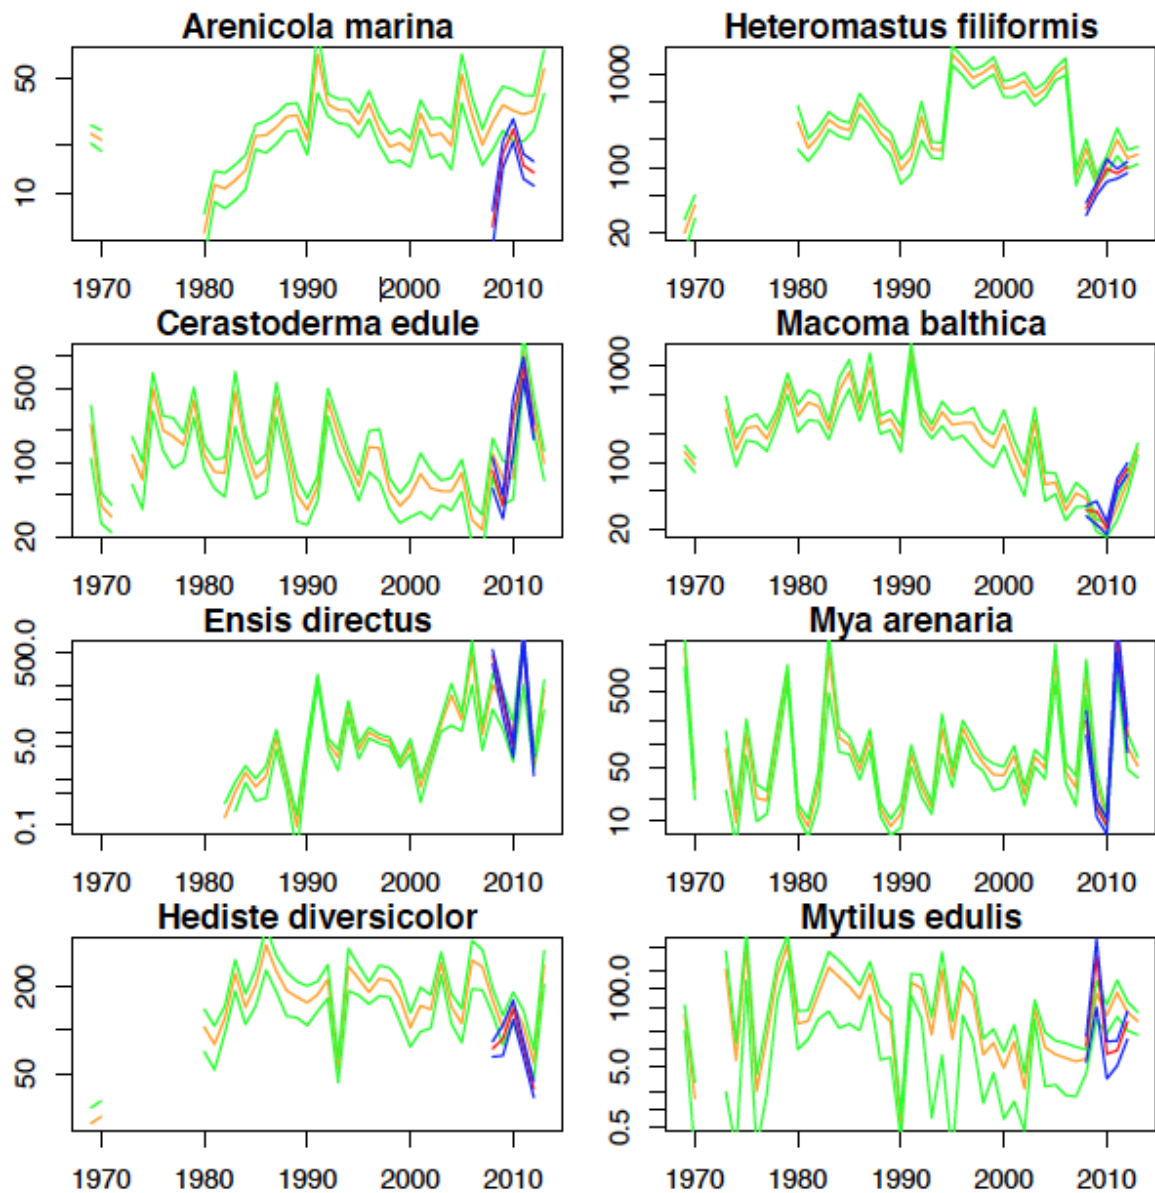 Arenicola marina
Heteromastus filiformis
50
10
1000
100
20
1970 1980 1990 2000 2010
1970 1980 1990 2000 2010
Cerastoderma edule
Macoma balthica
500
100
20
1000
100
20
1970 1980 1990 2000 2010
1970 1980 1990 2000 2010
Ensis directus
Mya arenaria
500.0
5.0
0.1
500
50
10
1970 1980 1990 2000 2010
1970 1980 1990 2000 2010
Hediste diversicolor
Mytilus edulis
200
50
100.0
5.0
0.5
1970 1980 1990 2000 2010
1970 1980 1990 2000 2010